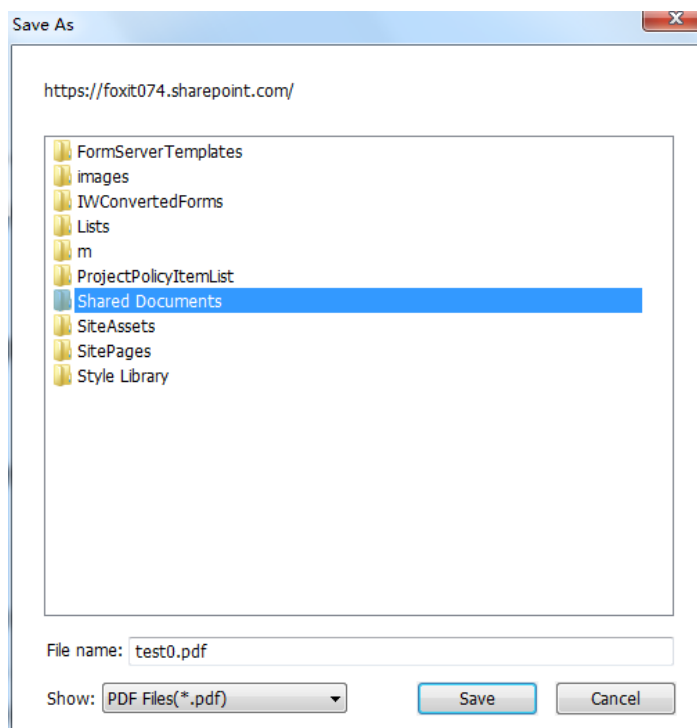 Save As
https://foxit074.sharepoint.com/
FormServerTemplates
images
IWConvertedForms
Lists
m
ProjectPolicyItemList
Shared Documents
SiteAssets
SitePages
Style Library
File name: test0.pdf
Show: PDF Files(*.pdf) Save Cancel